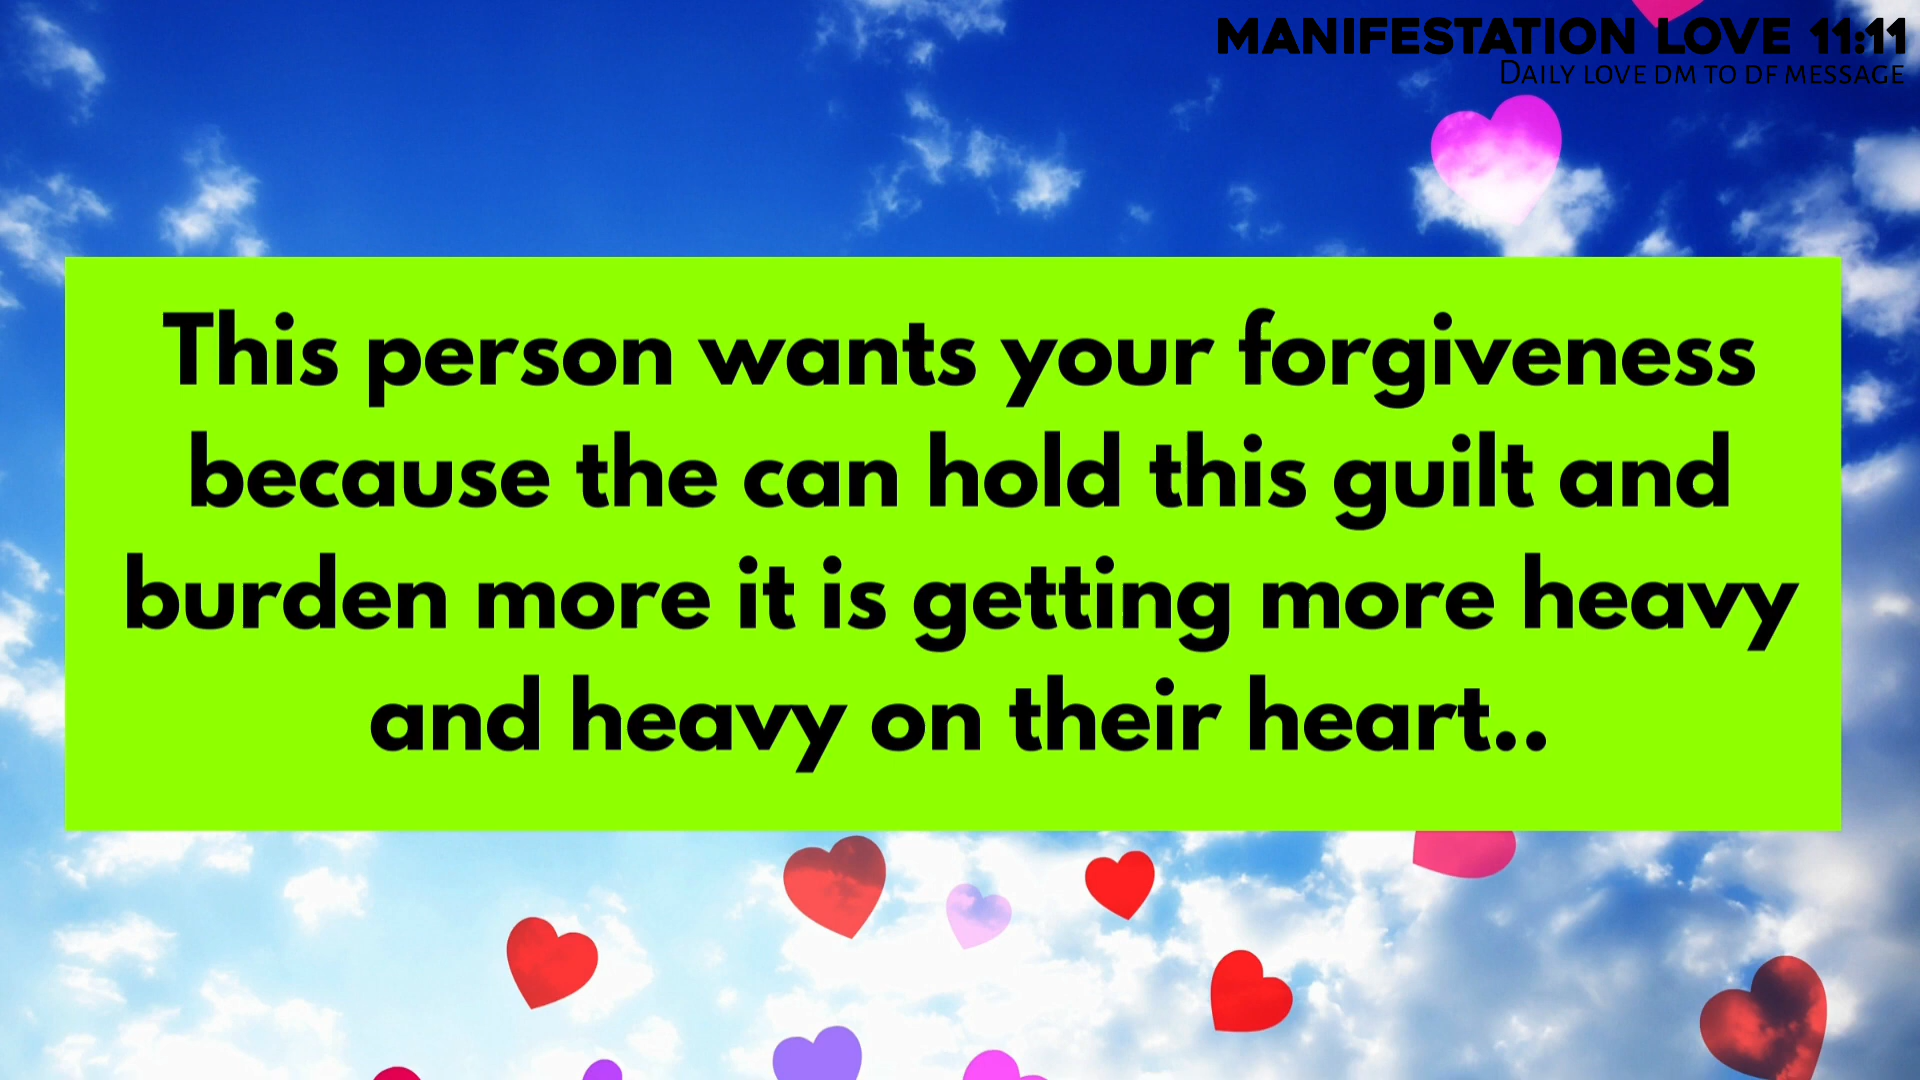 MANIFESTATION LOVE 11:11
DAILY LOVE DM TO DF MESSAGE
This person wants your forgiveness
because the can hold this guilt and
burden more it is getting more heavy
and heavy on their heart..